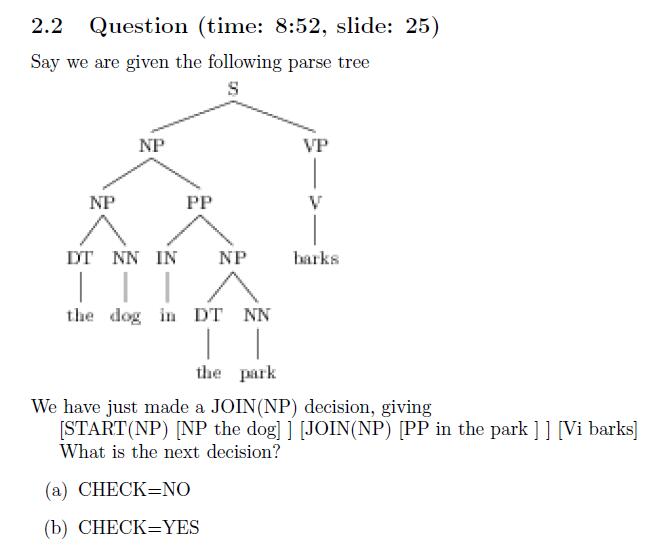 2.2 Question (time: 8:52, slide: 25)
Say we are given the following parse tree
S
NP VP
NP PP V
DT NN IN NP barks
the dog in DT NN
the park
We have just made a JOIN(NP) decision, giving
[START(NP) [NP the dog] ] [JOIN(NP) [PP in the park ] ] [Vi barks]
What is the next decision?
(a) CHECK=NO
(b) CHECK=YES